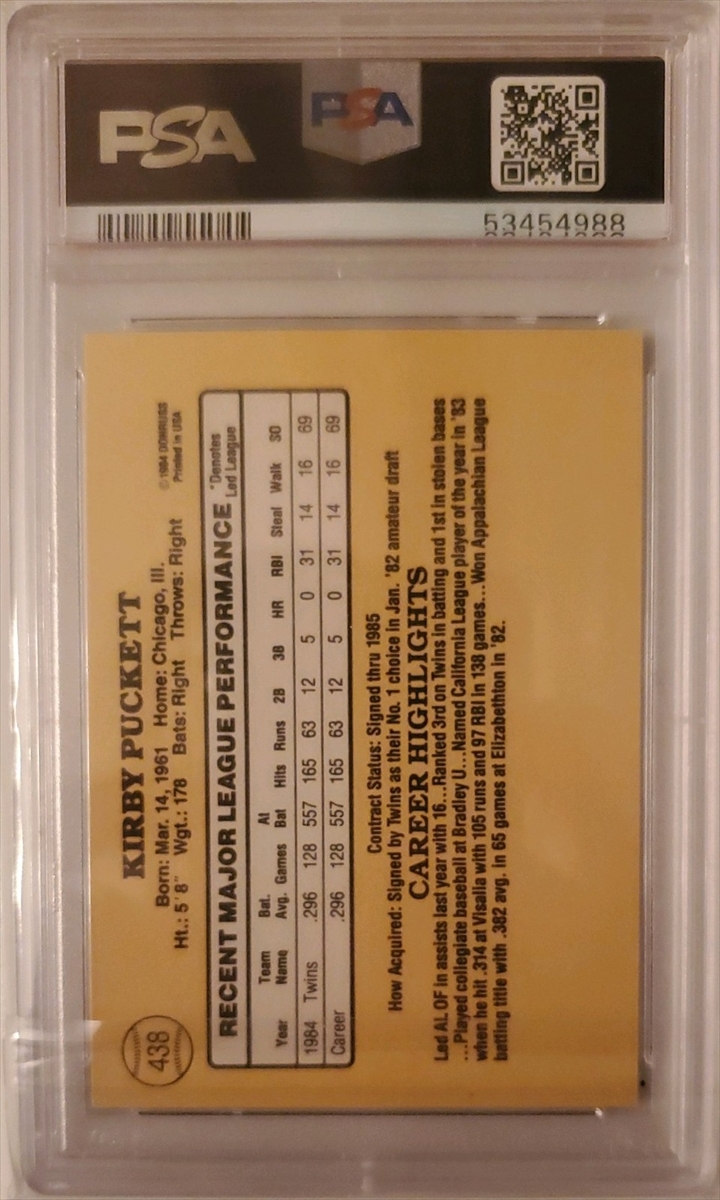 PSA
PSA
53454988
438
KIRBY PUCKETT
© 1984 DONRUSS
Printed in USA
Born: Mar. 14, 1961 Home: Chicago, Ill.
Ht.: 5'8" Wgt.: 178 Bats: Right Throws: Right
RECENT MAJOR LEAGUE PERFORMANCE *Denotes Led League
Year Team Name Bat. Avg. Games At Bat Hits Runs 2B 3B HR RBI Steal Walk SO
1984 Twins .296 128 557 165 63 12 5 0 31 14 16 69
Career .296 128 557 165 63 12 5 0 31 14 16 69
Contract Status: Signed thru 1985
How Acquired: Signed by Twins as their No. 1 choice in Jan. '82 amateur draft
CAREER HIGHLIGHTS
Led AL OF in assists last year with 16...Ranked 3rd on Twins in batting and 1st in stolen bases
...Played collegiate baseball at Bradley U...Named California League player of the year in '83
when he hit .314 at Visalia with 105 runs and 97 RBI in 138 games...Won Appalachian League
batting title with .382 avg. in 65 games at Elizabethton in '82.